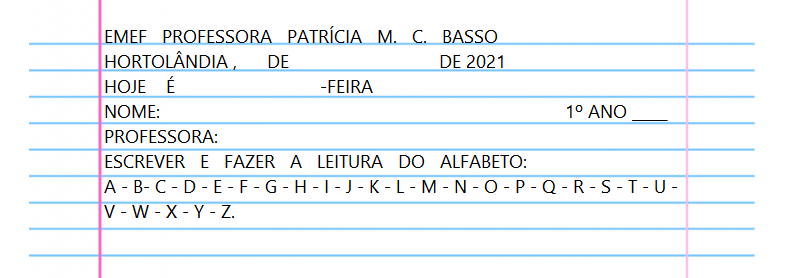 EMEF PROFESSORA PATRÍCIA M. C. BASSO
HORTOLÂNDIA , DE DE 2021
HOJE É -FEIRA
NOME: 1º ANO ____
PROFESSORA:
ESCREVER E FAZER A LEITURA DO ALFABETO:
A - B- C - D - E - F - G - H - I - J - K - L - M - N - O - P - Q - R - S - T - U -
V - W - X - Y - Z.